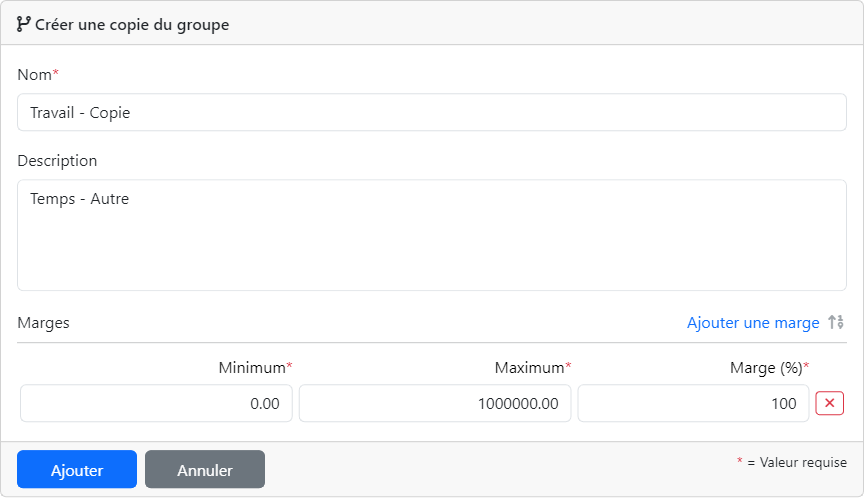 Créer une copie du groupe
Nom*
Travail - Copie
Description
Temps - Autre
Marges
Ajouter une marge
Minimum* Maximum* Marge (%)*
0.00 1000000.00 100
Ajouter Annuler * = Valeur requise